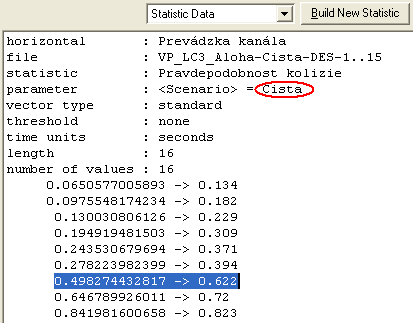 Statistic Data Build New Statistic
horizontal : Prevádzka kanála
file : VP_LC3_Aloha-Cista-DES-1..15
statistic : Pravdepodobnost kolizie
parameter : <Scenario> = Cista
vector type : standard
threshold : none
time units : seconds
length : 16
number of values : 16
0.0650577005893 -> 0.134
0.0975548174234 -> 0.182
0.130030806126 -> 0.229
0.194919481503 -> 0.309
0.243530679694 -> 0.371
0.278223982399 -> 0.394
0.498274432817 -> 0.622
0.646789926011 -> 0.72
0.841981600658 -> 0.823